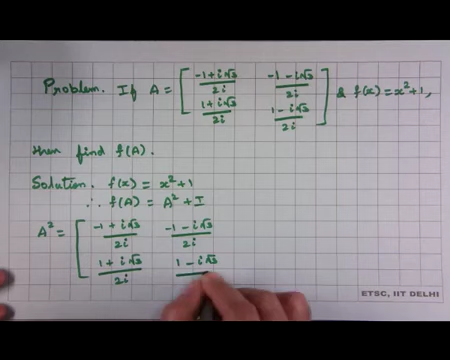 Problem. If A = [ (-1+i√3)/2i  (-1-i√3)/2i
(1+i√3)/2i  (1-i√3)/2i ] & f(x) = x²+1,
then find f(A).
Solution. f(x) = x²+1
∴ f(A) = A²+I
A² = [ (-1+i√3)/2i  (-1-i√3)/2i
(1+i√3)/2i  1-i√3
ETSC, IIT DELHI